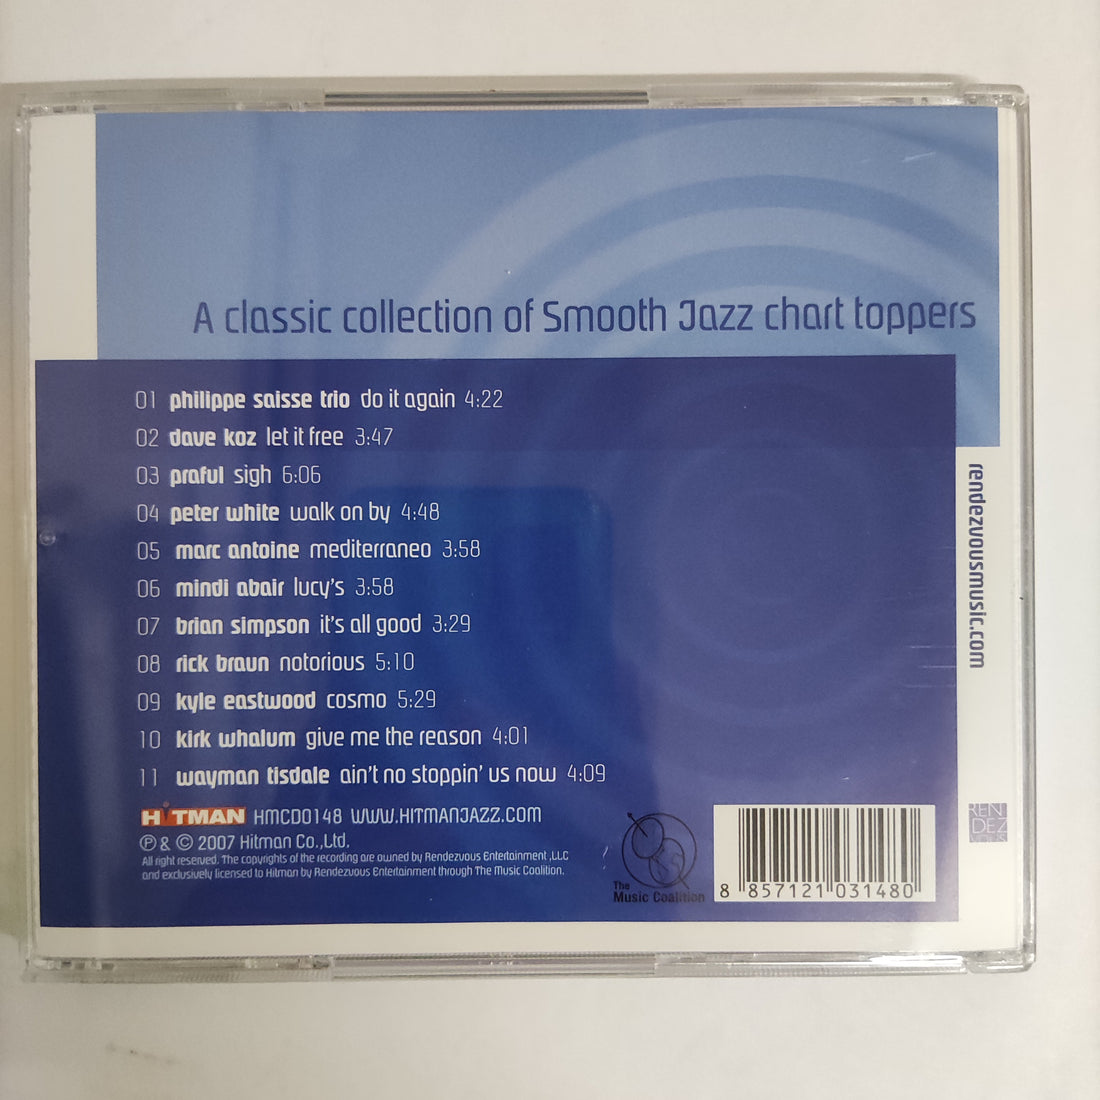 A classic collection of Smooth Jazz chart toppers
01 philippe saisse trio do it again 4:22
02 dave koz let it free 3:47
03 praful sigh 6:06
04 peter white walk on by 4:48
05 marc antoine mediterraneo 3:58
06 mindi abair lucy's 3:58
07 brian simpson it's all good 3:29
08 rick braun notorious 5:10
09 kyle eastwood cosmo 5:29
10 kirk whalum give me the reason 4:01
11 wayman tisdale ain't no stoppin' us now 4:09
rendezvousmusic.com
HiTMAN HMCD0148 WWW.HITMANJAZZ.COM
℗ & © 2007 Hitman Co.,Ltd.
All right reserved. The copyrights of the recording are owned by Rendezvous Entertainment ,LLC
and exclusively licensed to Hitman by Rendezvous Entertainment through The Music Coalition.
The
Music Coalition
8 857121 031480
REN
DEZ
VOUS